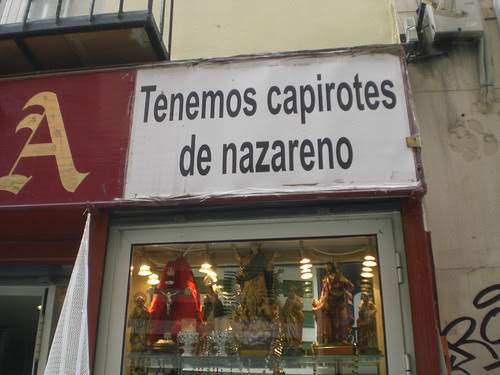 A
Tenemos capirotes
de nazareno